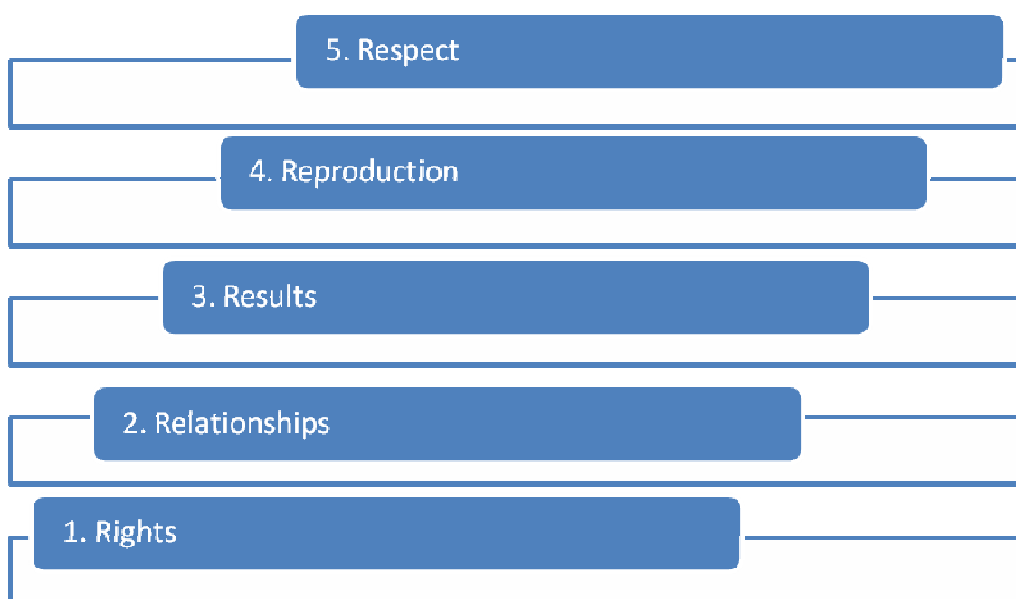 5. Respect
4. Reproduction
3. Results
2. Relationships
1. Rights